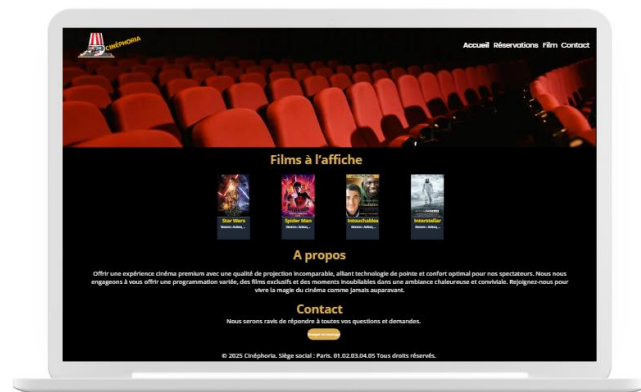 CINÉPHORIA
Accueil Réservations Film Contact
Films à l'affiche
Star Wars
Spider Man
Intouchables
Interstellar
A propos
Offrir une expérience cinéma premium avec une qualité de projection incomparable, alliant technologie de pointe et confort optimal pour nos spectateurs. Nous nous
engageons à vous offrir une programmation variée, des films exclusifs et des moments inoubliables dans une ambiance chaleureuse et conviviale. Rejoignez-nous pour
vivre la magie du cinéma comme jamais auparavant.
Contact
Nous serons ravis de répondre à toutes vos questions et demandes.
© 2025 Cinéphoria. Siège social : Paris. 01.02.03.04.05 Tous droits réservés.